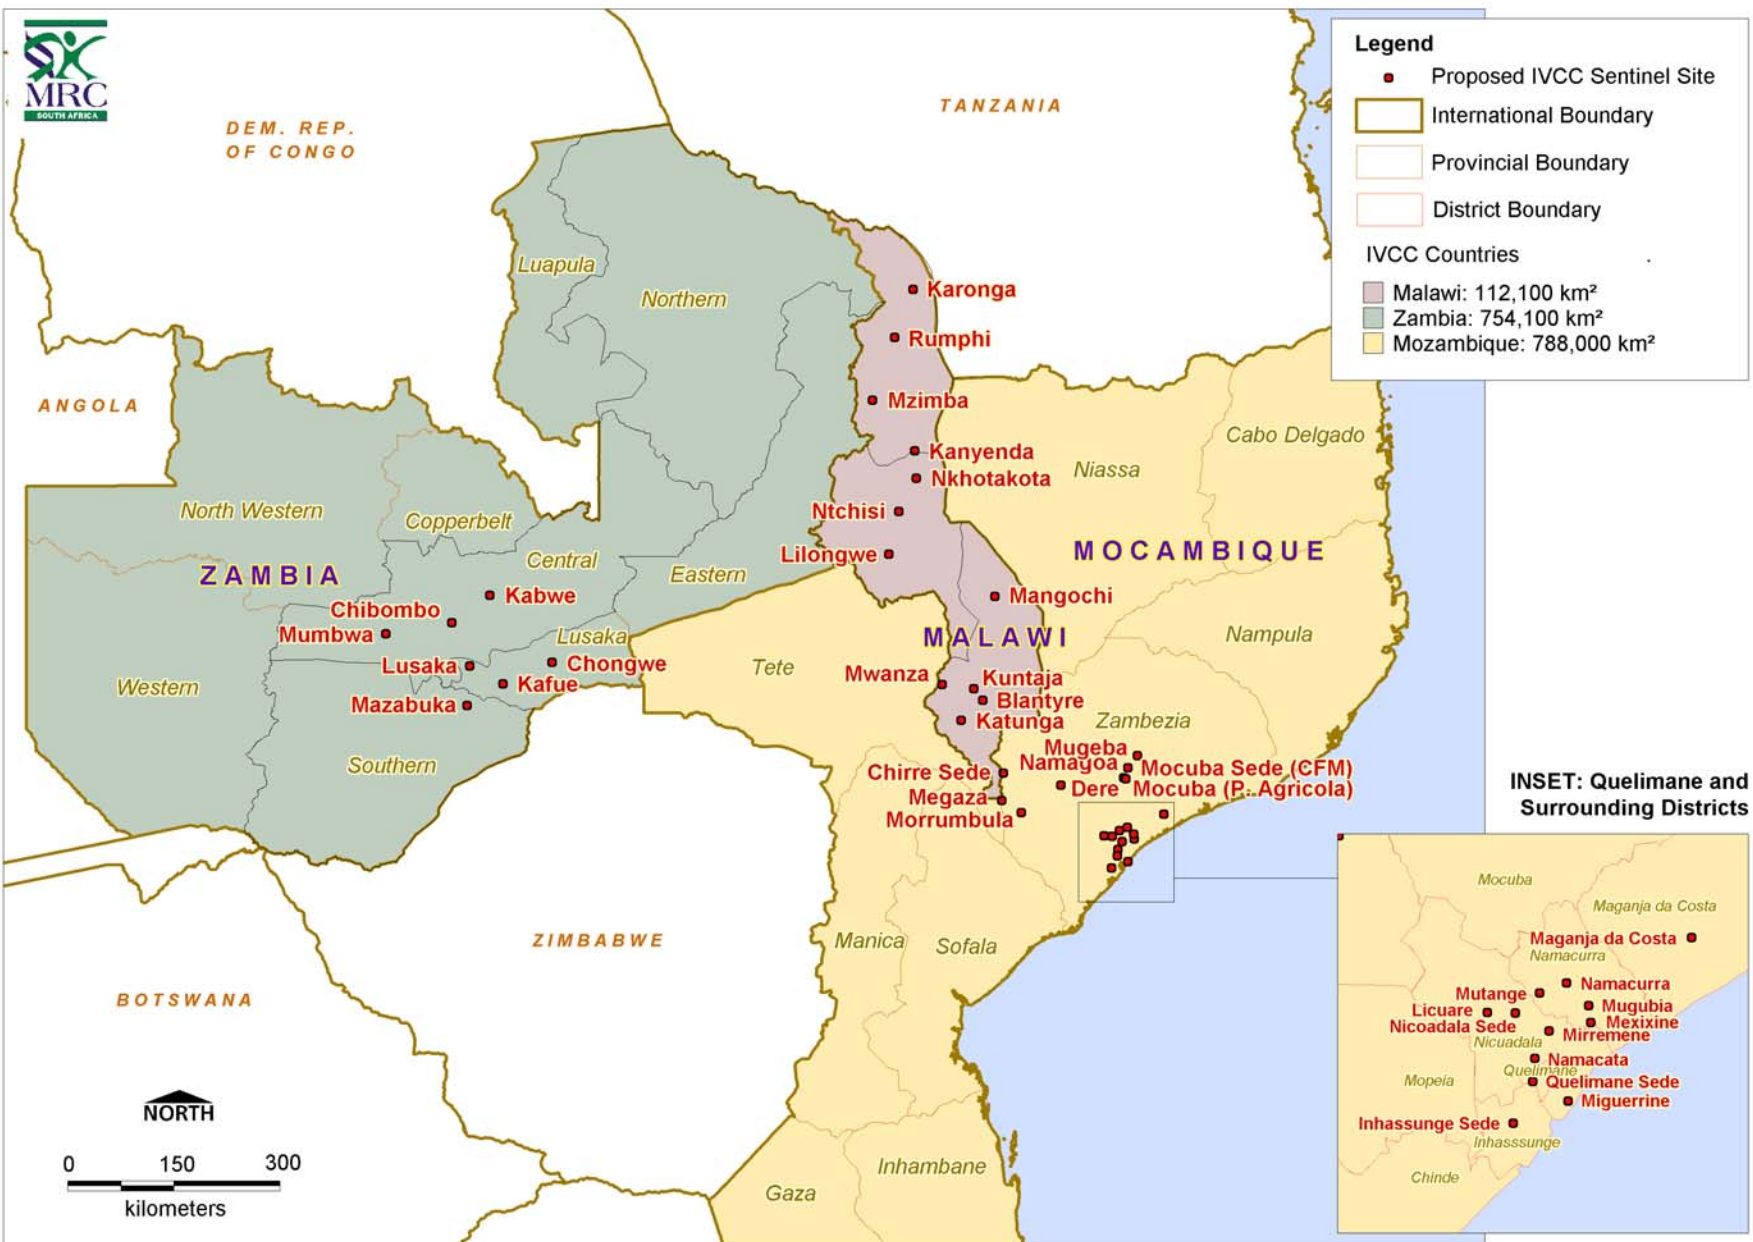 MRC
SOUTH AFRICA
DEM. REP.
OF CONGO
TANZANIA
Legend
Proposed IVCC Sentinel Site
International Boundary
Provincial Boundary
District Boundary
IVCC Countries
Malawi: 112,100 km²
Zambia: 754,100 km²
Mozambique: 788,000 km²
Luapula
Northern
Karonga
Rumphi
ANGOLA
Mzimba
Cabo Delgado
Kanyenda
Niassa
Nkhotakota
North Western
Copperbelt
Ntchisi
Central
Lilongwe
MOCAMBIQUE
ZAMBIA
Eastern
Kabwe
Mangochi
Chibombo
Mumbwa
Lusaka
MALAWI
Nampula
Lusaka
Chongwe
Tete
Western
Kafue
Mwanza
Kuntaja
Mazabuka
Blantyre
Katunga
Zambezia
Southern
Mugeba
Namagoa
Mocuba Sede (CFM)
Chirre Sede
Dere
Mocuba (P. Agricola)
Megaza
Morrumbula
INSET: Quelimane and
Surrounding Districts
ZIMBABWE
Manica
Sofala
BOTSWANA
Inhambane
Gaza
NORTH
0 150 300
kilometers
Mocuba
Maganja da Costa
Maganja da Costa
Namacurra
Namacurra
Mutange
Mugubia
Licuare
Mexixine
Nicoadala Sede
Mirremene
Nicuadala
Namacata
Quelimane
Mopeia
Quelimane Sede
Miguerrine
Inhassunge Sede
Inhasssunge
Chinde